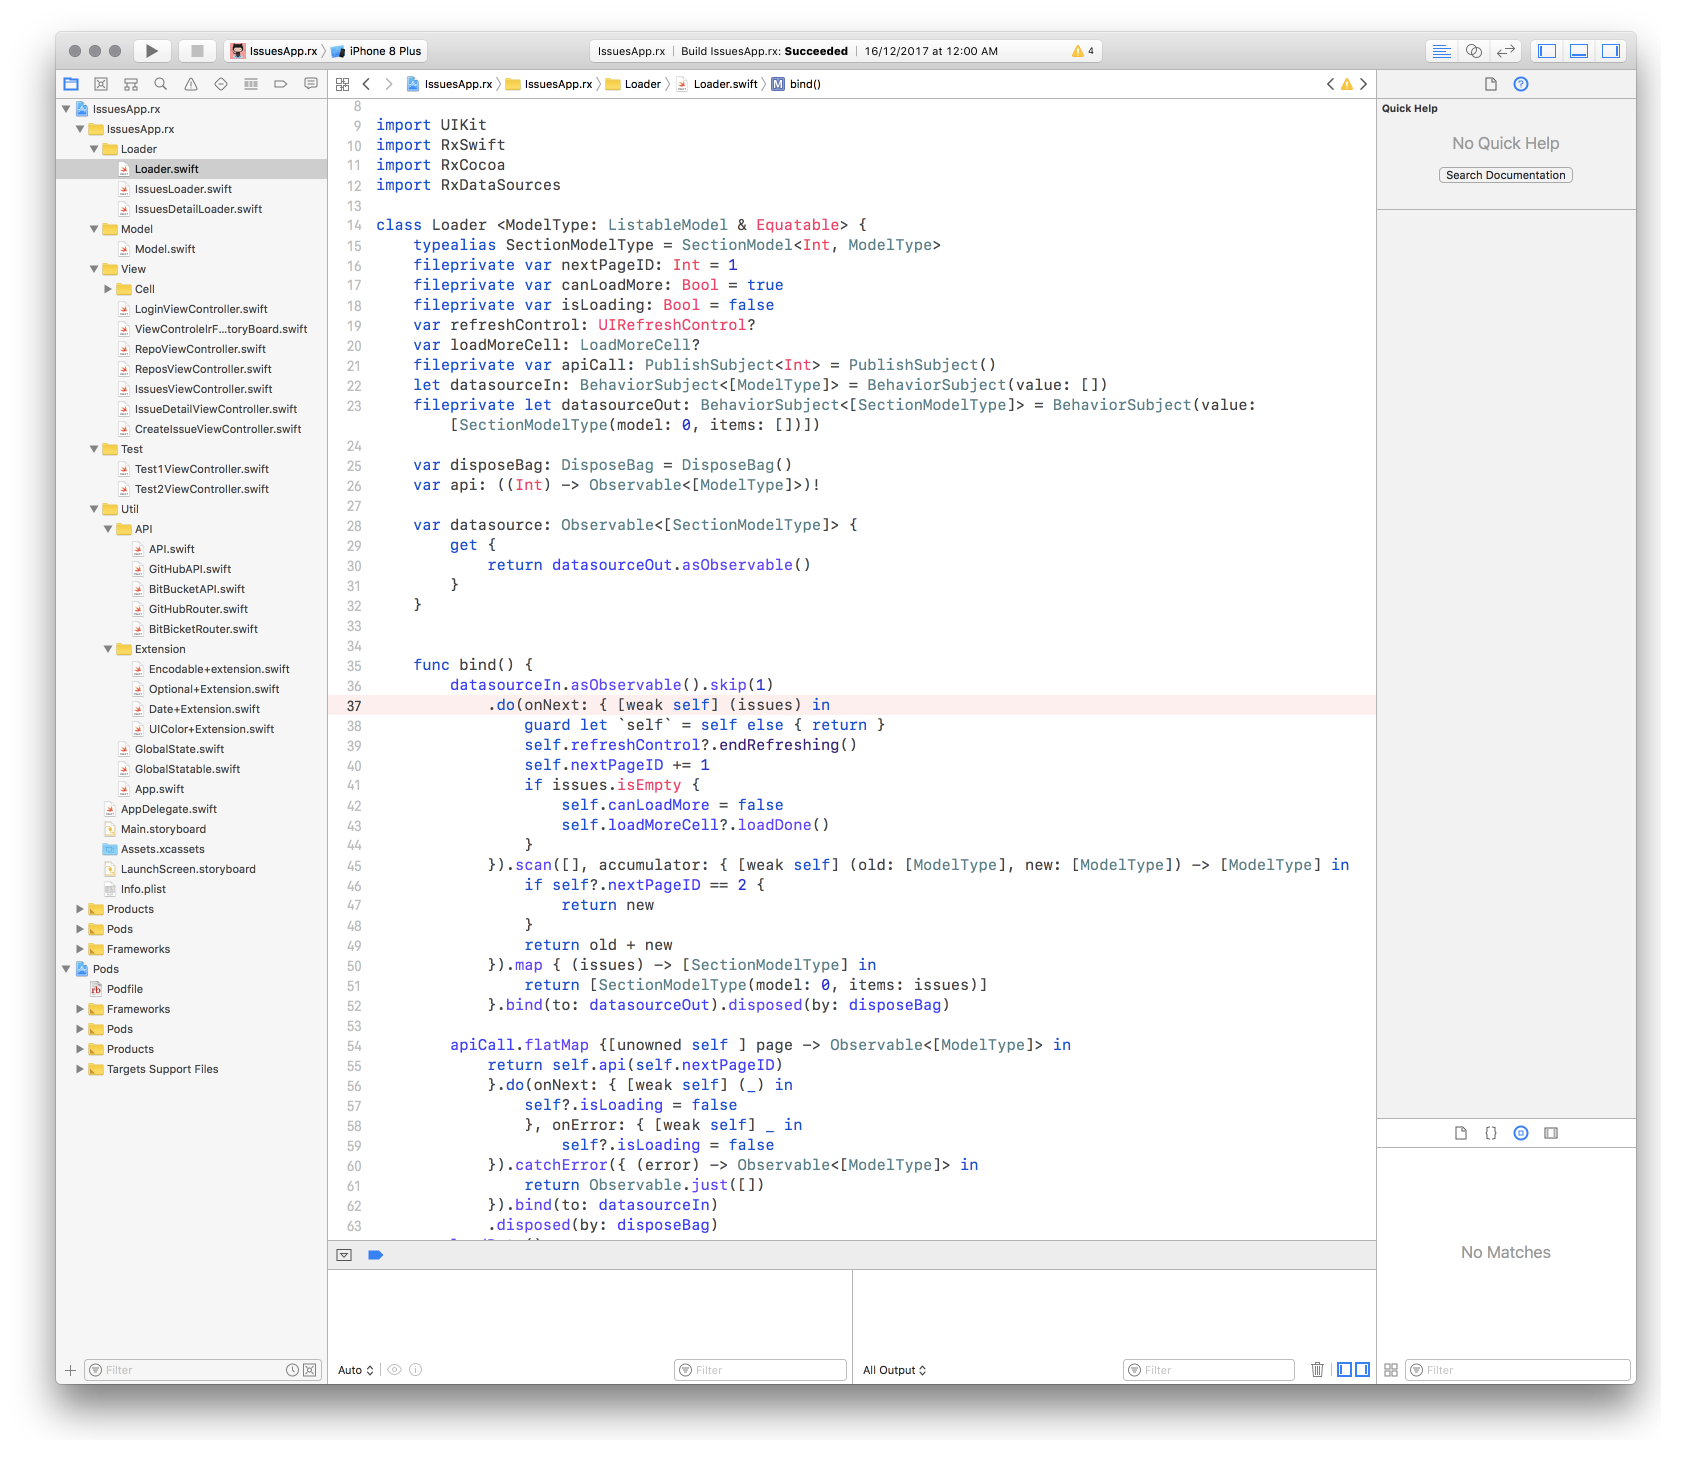 IssuesApp.rx iPhone 8 Plus
IssuesApp.rx Build IssuesApp.rx: Succeeded 16/12/2017 at 12:00 AM 4
IssuesApp.rx
IssuesApp.rx
Loader
Loader.swift
IssuesLoader.swift
IssuesDetailLoader.swift
Model
Model.swift
View
Cell
LoginViewController.swift
ViewControlelrF...toryBoard.swift
RepoViewController.swift
ReposViewController.swift
IssuesViewController.swift
IssueDetailViewController.swift
CreateIssueViewController.swift
Test
Test1ViewController.swift
Test2ViewController.swift
Util
API
API.swift
GitHubAPI.swift
BitBucketAPI.swift
GitHubRouter.swift
BitBicketRouter.swift
Extension
Encodable+extension.swift
Optional+Extension.swift
Date+Extension.swift
UIColor+Extension.swift
GlobalState.swift
GlobalStatable.swift
App.swift
AppDelegate.swift
Main.storyboard
Assets.xcassets
LaunchScreen.storyboard
Info.plist
Products
Pods
Frameworks
Pods
Podfile
Frameworks
Pods
Products
Targets Support Files
Filter
IssuesApp.rx IssuesApp.rx Loader Loader.swift M bind()
8
9 import UIKit
10 import RxSwift
11 import RxCocoa
12 import RxDataSources
13
14 class Loader <ModelType: ListableModel & Equatable> {
15 typealias SectionModelType = SectionModel<Int, ModelType>
16 fileprivate var nextPageID: Int = 1
17 fileprivate var canLoadMore: Bool = true
18 fileprivate var isLoading: Bool = false
19 var refreshControl: UIRefreshControl?
20 var loadMoreCell: LoadMoreCell?
21 fileprivate var apiCall: PublishSubject<Int> = PublishSubject()
22 let datasourceIn: BehaviorSubject<[ModelType]> = BehaviorSubject(value: [])
23 fileprivate let datasourceOut: BehaviorSubject<[SectionModelType]> = BehaviorSubject(value:
[SectionModelType(model: 0, items: [])])
24
25 var disposeBag: DisposeBag = DisposeBag()
26 var api: ((Int) -> Observable<[ModelType]>)!
27
28 var datasource: Observable<[SectionModelType]> {
29 get {
30 return datasourceOut.asObservable()
31 }
32 }
33
34
35 func bind() {
36 datasourceIn.asObservable().skip(1)
37 .do(onNext: { [weak self] (issues) in
38 guard let `self` = self else { return }
39 self.refreshControl?.endRefreshing()
40 self.nextPageID += 1
41 if issues.isEmpty {
42 self.canLoadMore = false
43 self.loadMoreCell?.loadDone()
44 }
45 }).scan([], accumulator: { [weak self] (old: [ModelType], new: [ModelType]) -> [ModelType] in
46 if self?.nextPageID == 2 {
47 return new
48 }
49 return old + new
50 }).map { (issues) -> [SectionModelType] in
51 return [SectionModelType(model: 0, items: issues)]
52 }.bind(to: datasourceOut).disposed(by: disposeBag)
53
54 apiCall.flatMap {[unowned self ] page -> Observable<[ModelType]> in
55 return self.api(self.nextPageID)
56 }.do(onNext: { [weak self] (_) in
57 self?.isLoading = false
58 }, onError: { [weak self] _ in
59 self?.isLoading = false
60 }).catchError({ (error) -> Observable<[ModelType]> in
61 return Observable.just([])
62 }).bind(to: datasourceIn)
63 .disposed(by: disposeBag)
Auto Filter
All Output Filter
Quick Help
No Quick Help
Search Documentation
No Matches
Filter